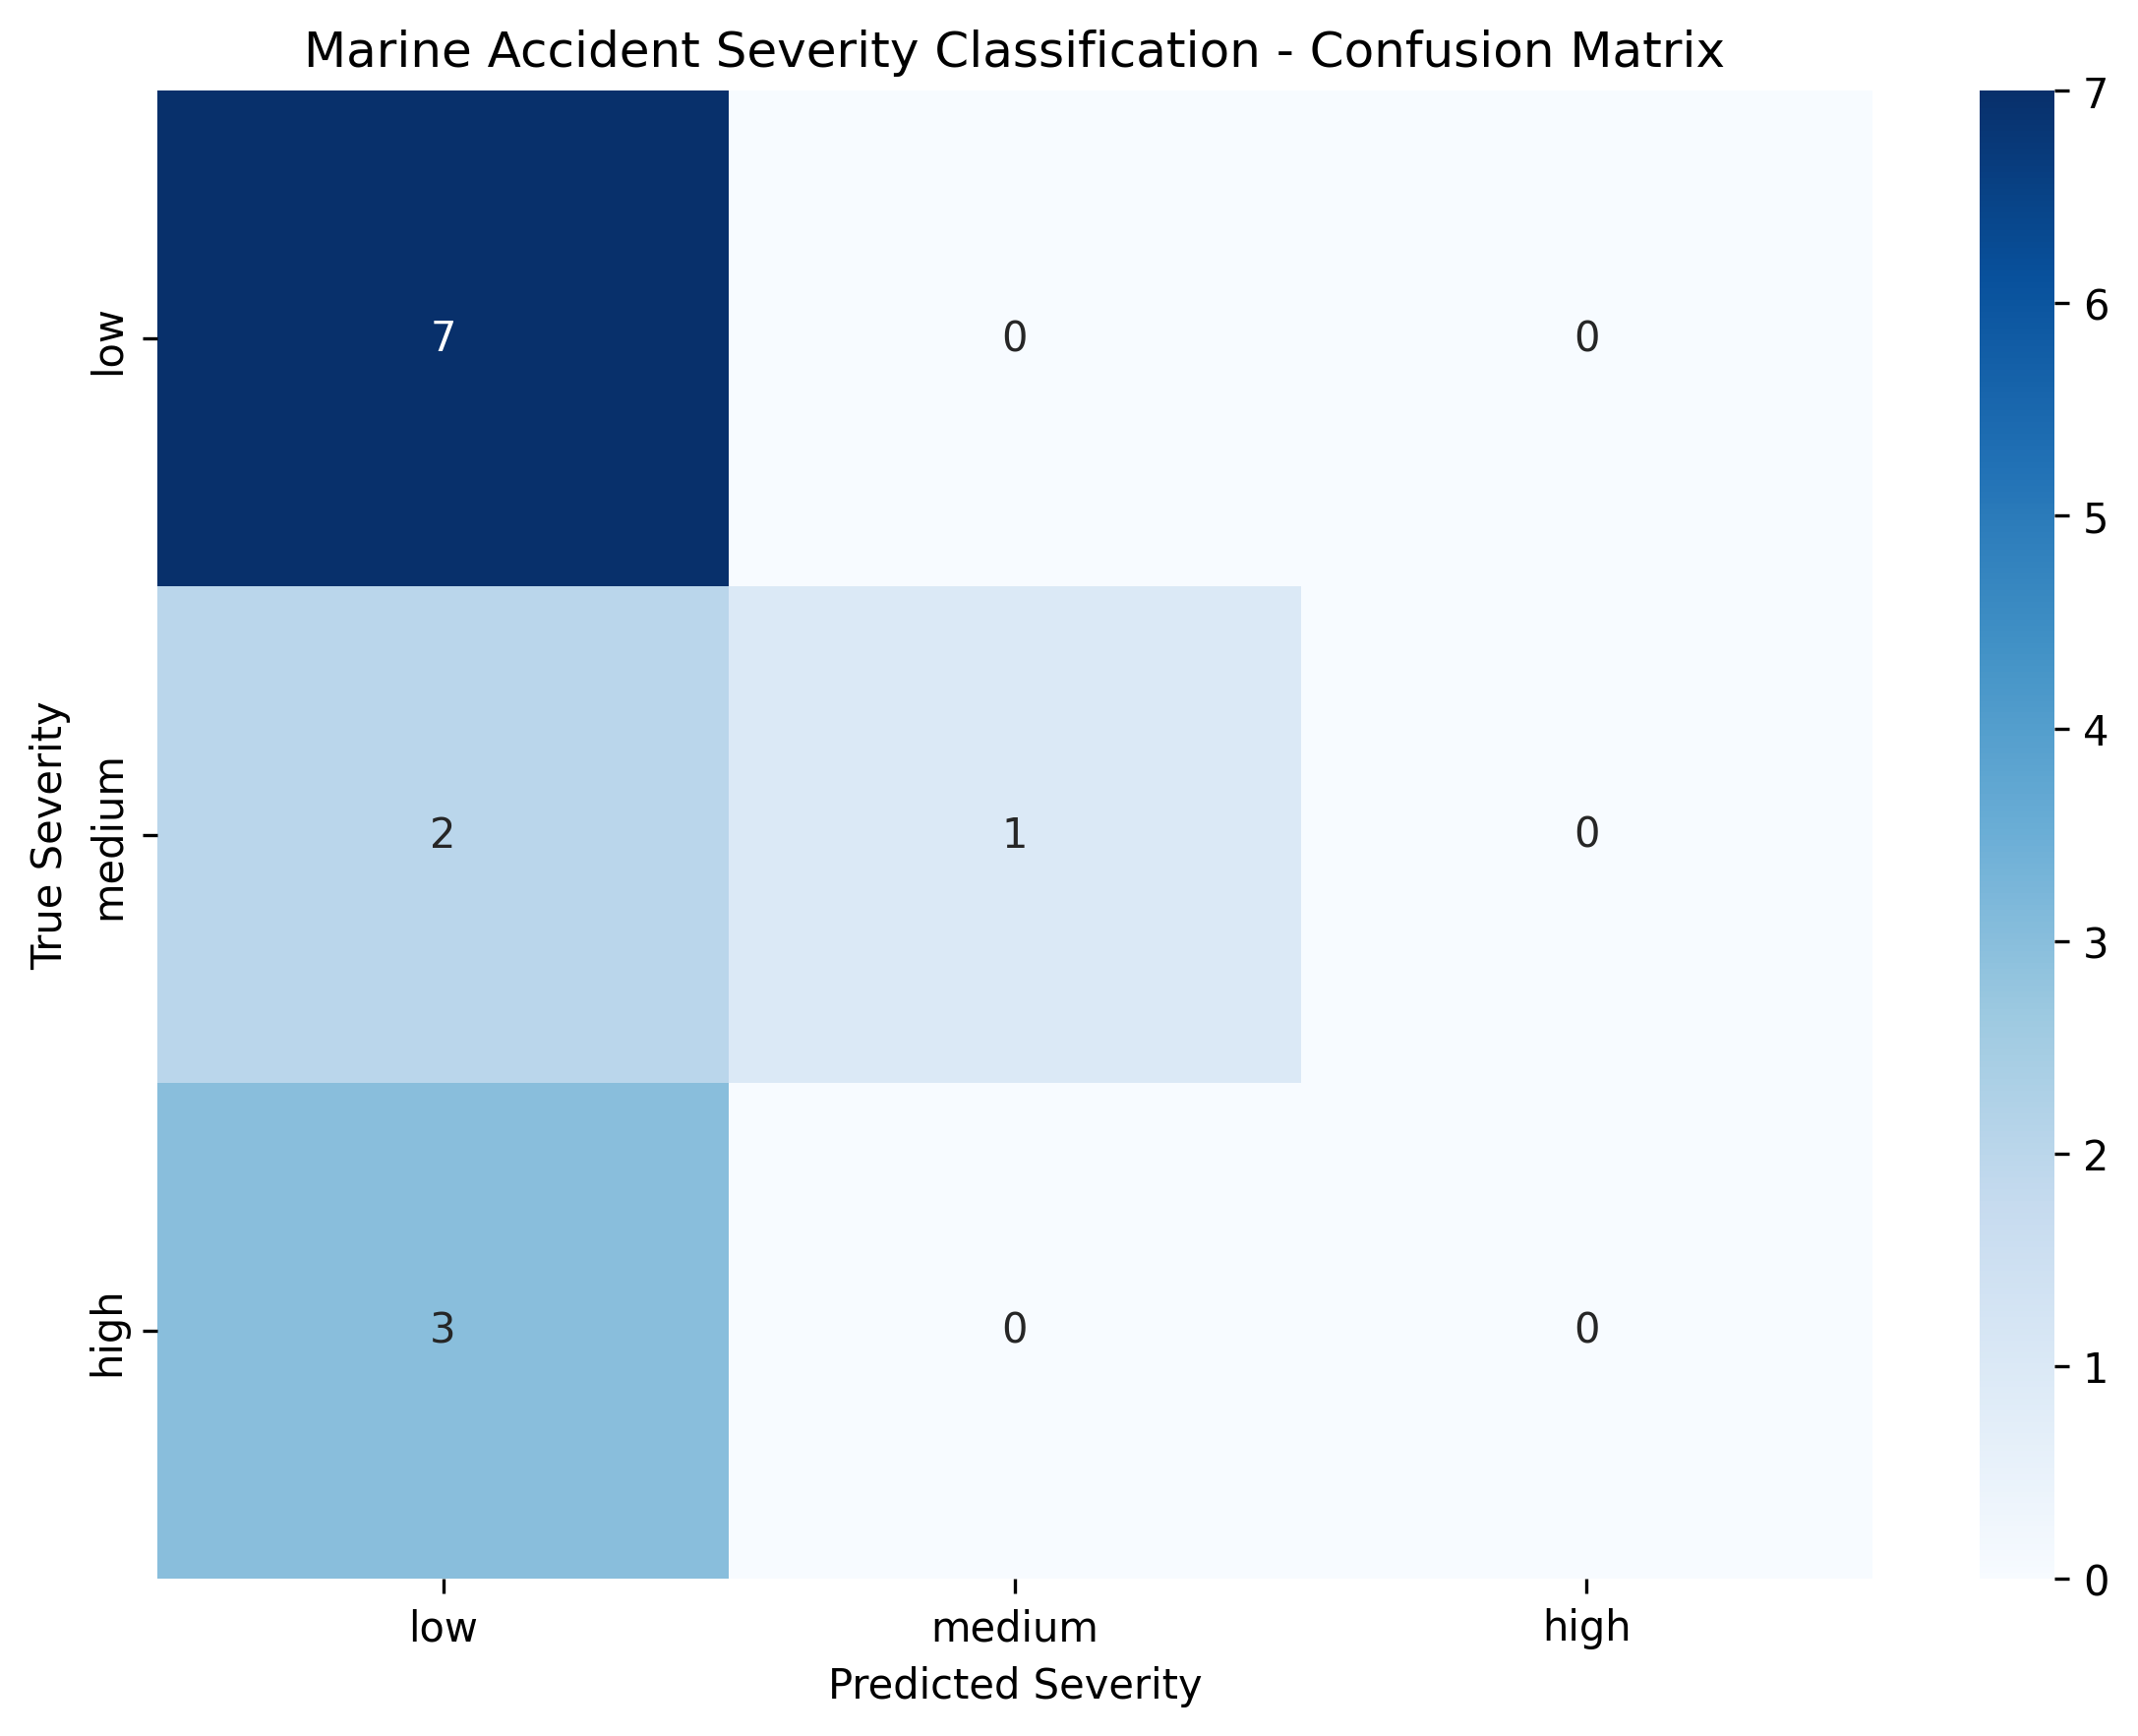 Marine Accident Severity Classification - Confusion Matrix
True Severity
low
medium
high
7 0 0
2 1 0
3 0 0
low medium high
Predicted Severity
7
6
5
4
3
2
1
0